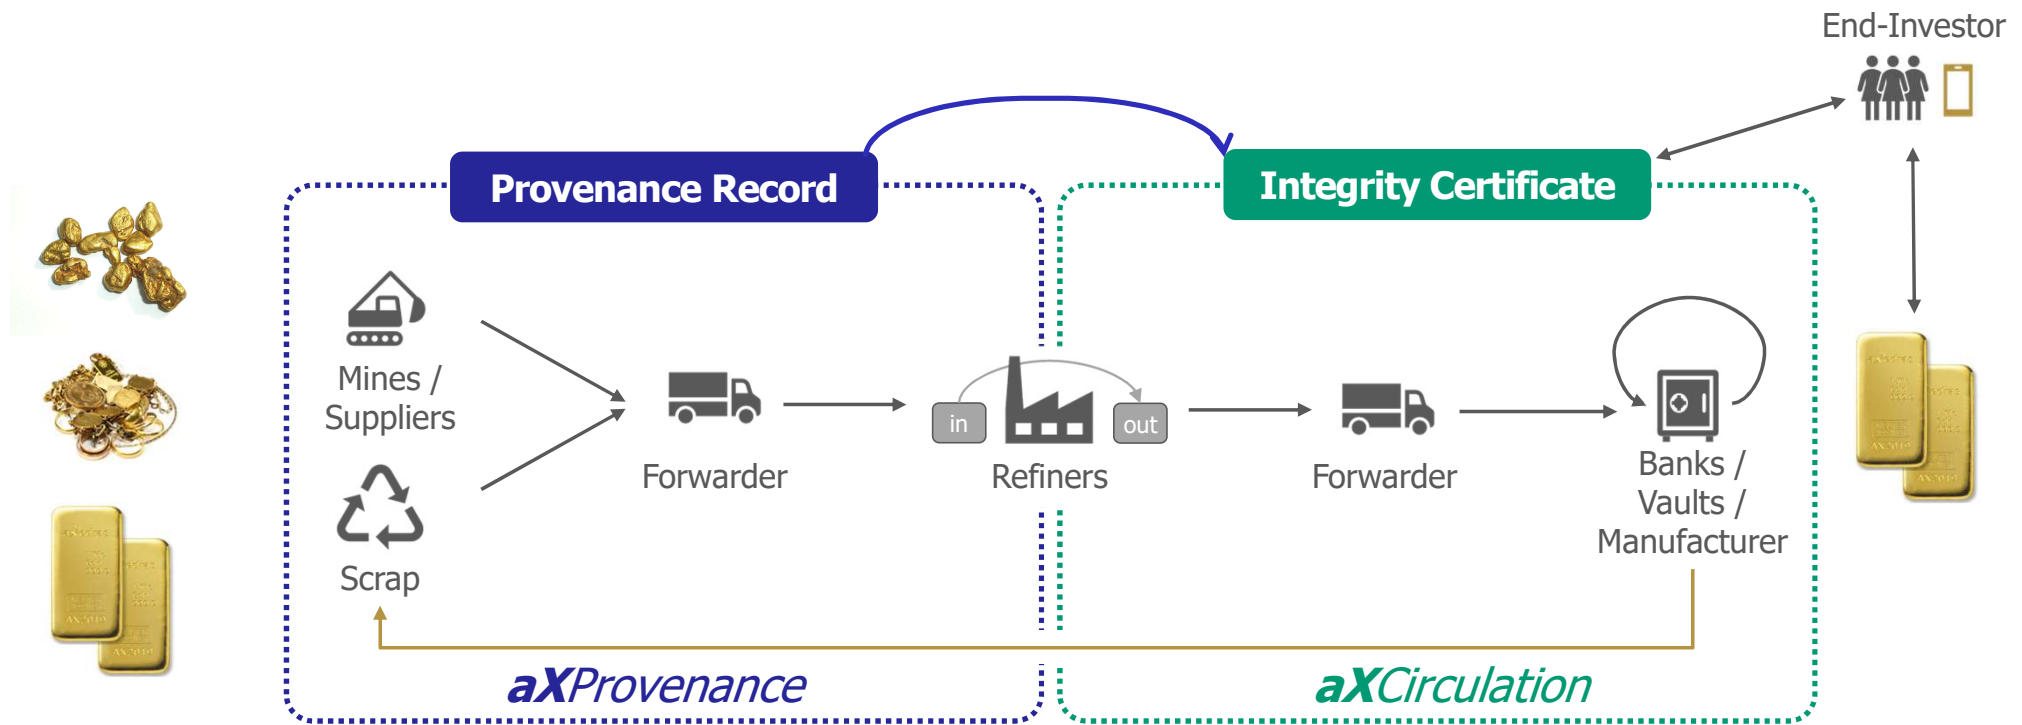 End-Investor
Provenance Record
Integrity Certificate
Mines /
Suppliers
in
out
Forwarder
Refiners
Forwarder
Banks /
Vaults /
Manufacturer
Scrap
aXProvenance
aXCirculation